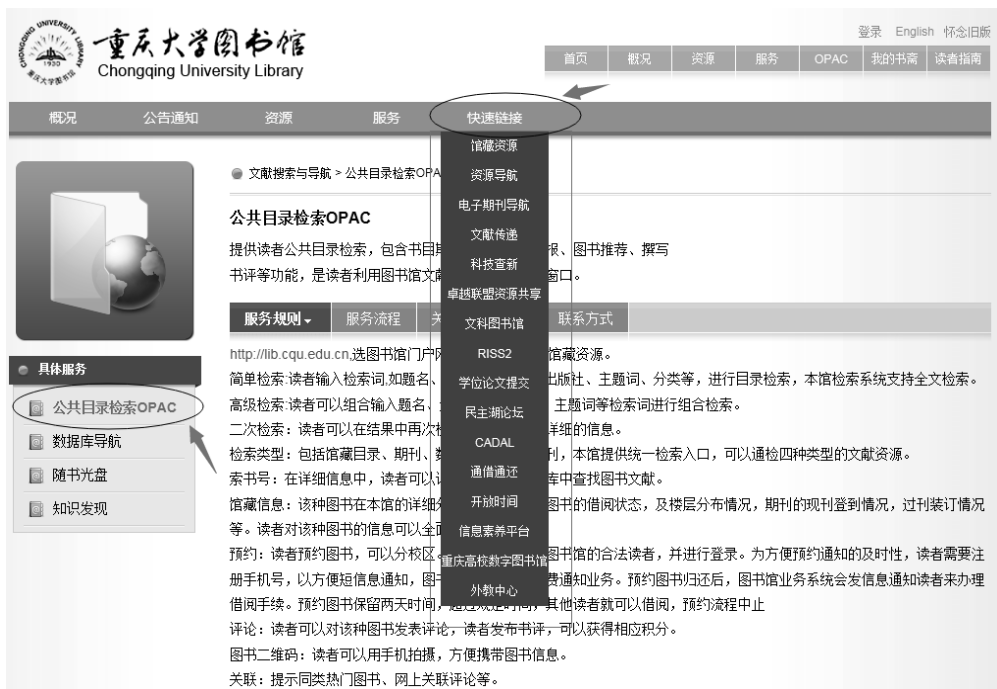 重庆大学图书馆
Chongqing University Library
登录 English 怀念旧版
首页 概况 资源 服务 OPAC 我的书斋 读者指南
概况 公告通知 资源 服务 快速链接
馆藏资源
资源导航
电子期刊导航
文献传递
科技查新
卓越联盟资源共享
文科图书馆
RISS2
学位论文提交
民主湖论坛
CADAL
通借通还
开放时间
信息素养平台
重庆高校数字图书馆
外教中心
具体服务
公共目录检索OPAC
数据库导航
随书光盘
知识发现
文献搜索与导航 > 公共目录检索OPA
公共目录检索OPAC
提供读者公共目录检索，包含书目 报、图书推荐、撰写
书评等功能，是读者利用图书馆文 窗口。
服务规则 服务流程 关 联系方式
http://lib.cqu.edu.cn,选图书馆门户 馆藏资源。
简单检索:读者输入检索词,如题名、 出版社、主题词、分类等，进行目录检索，本馆检索系统支持全文检索。
高级检索:读者可以组合输入题名、 主题词等检索词进行组合检索。
二次检索：读者可以在结果中再次 详细的信息。
检索类型：包括馆藏目录、期刊、 刊，本馆提供统一检索入口，可以通检四种类型的文献资源。
索书号：在详细信息中，读者可以 库中查找图书文献。
馆藏信息：该种图书在本馆的详细 图书的借阅状态，及楼层分布情况，期刊的现刊登到情况，过刊装订情况
等。读者对该种图书的信息可以全
预约：读者预约图书，可以分校区。 图书馆的合法读者，并进行登录。为方便预约通知的及时性，读者需要注
册手机号，以方便短信息通知，图 费通知业务。预约图书归还后，图书馆业务系统会发信息通知读者来办理
借阅手续。预约图书保留两天时间，超过规定时间，其他读者就可以借阅，预约流程中止
评论：读者可以对该种图书发表评论，读者发布书评，可以获得相应积分。
图书二维码：读者可以用手机拍摄，方便携带图书信息。
关联：提示同类热门图书、网上关联评论等。